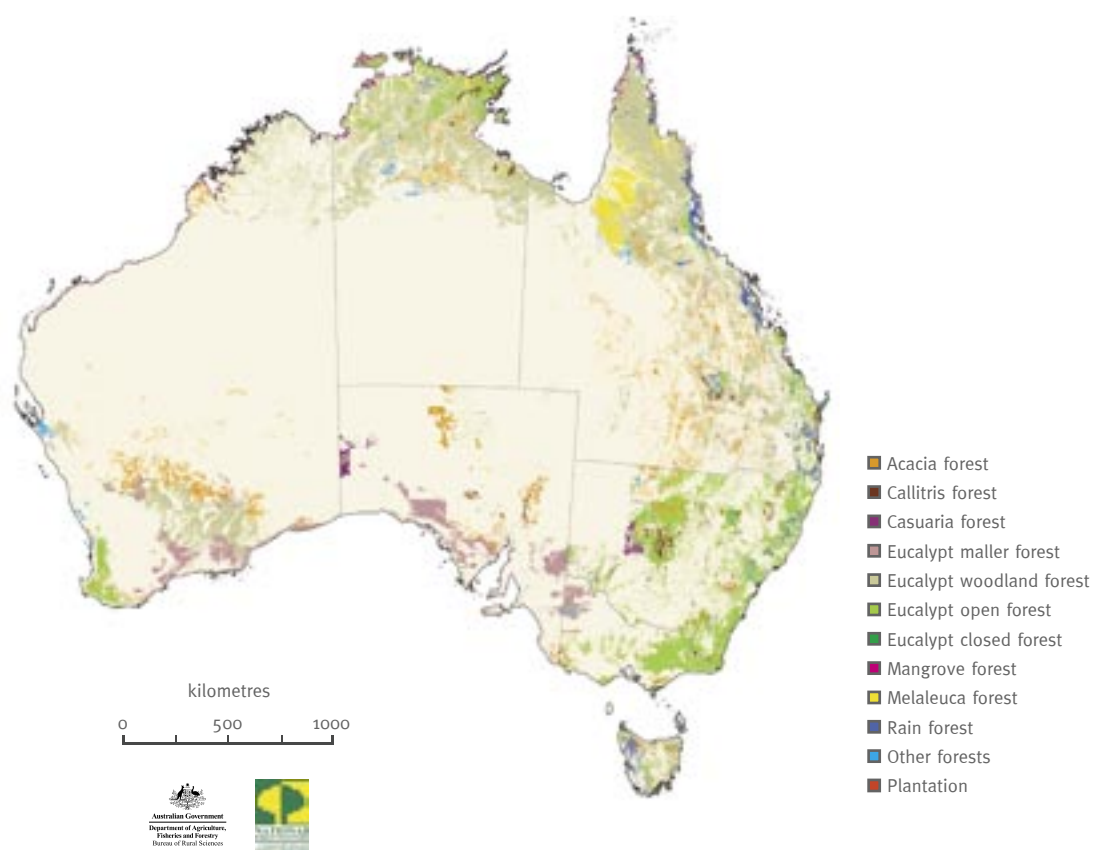 Acacia forest
Callitris forest
Casuaria forest
Eucalypt maller forest
Eucalypt woodland forest
Eucalypt open forest
Eucalypt closed forest
Mangrove forest
Melaleuca forest
Rain forest
Other forests
Plantation
kilometres
0 500 1000
Australian Government
Department of Agriculture,
Fisheries and Forestry
Bureau of Rural Sciences